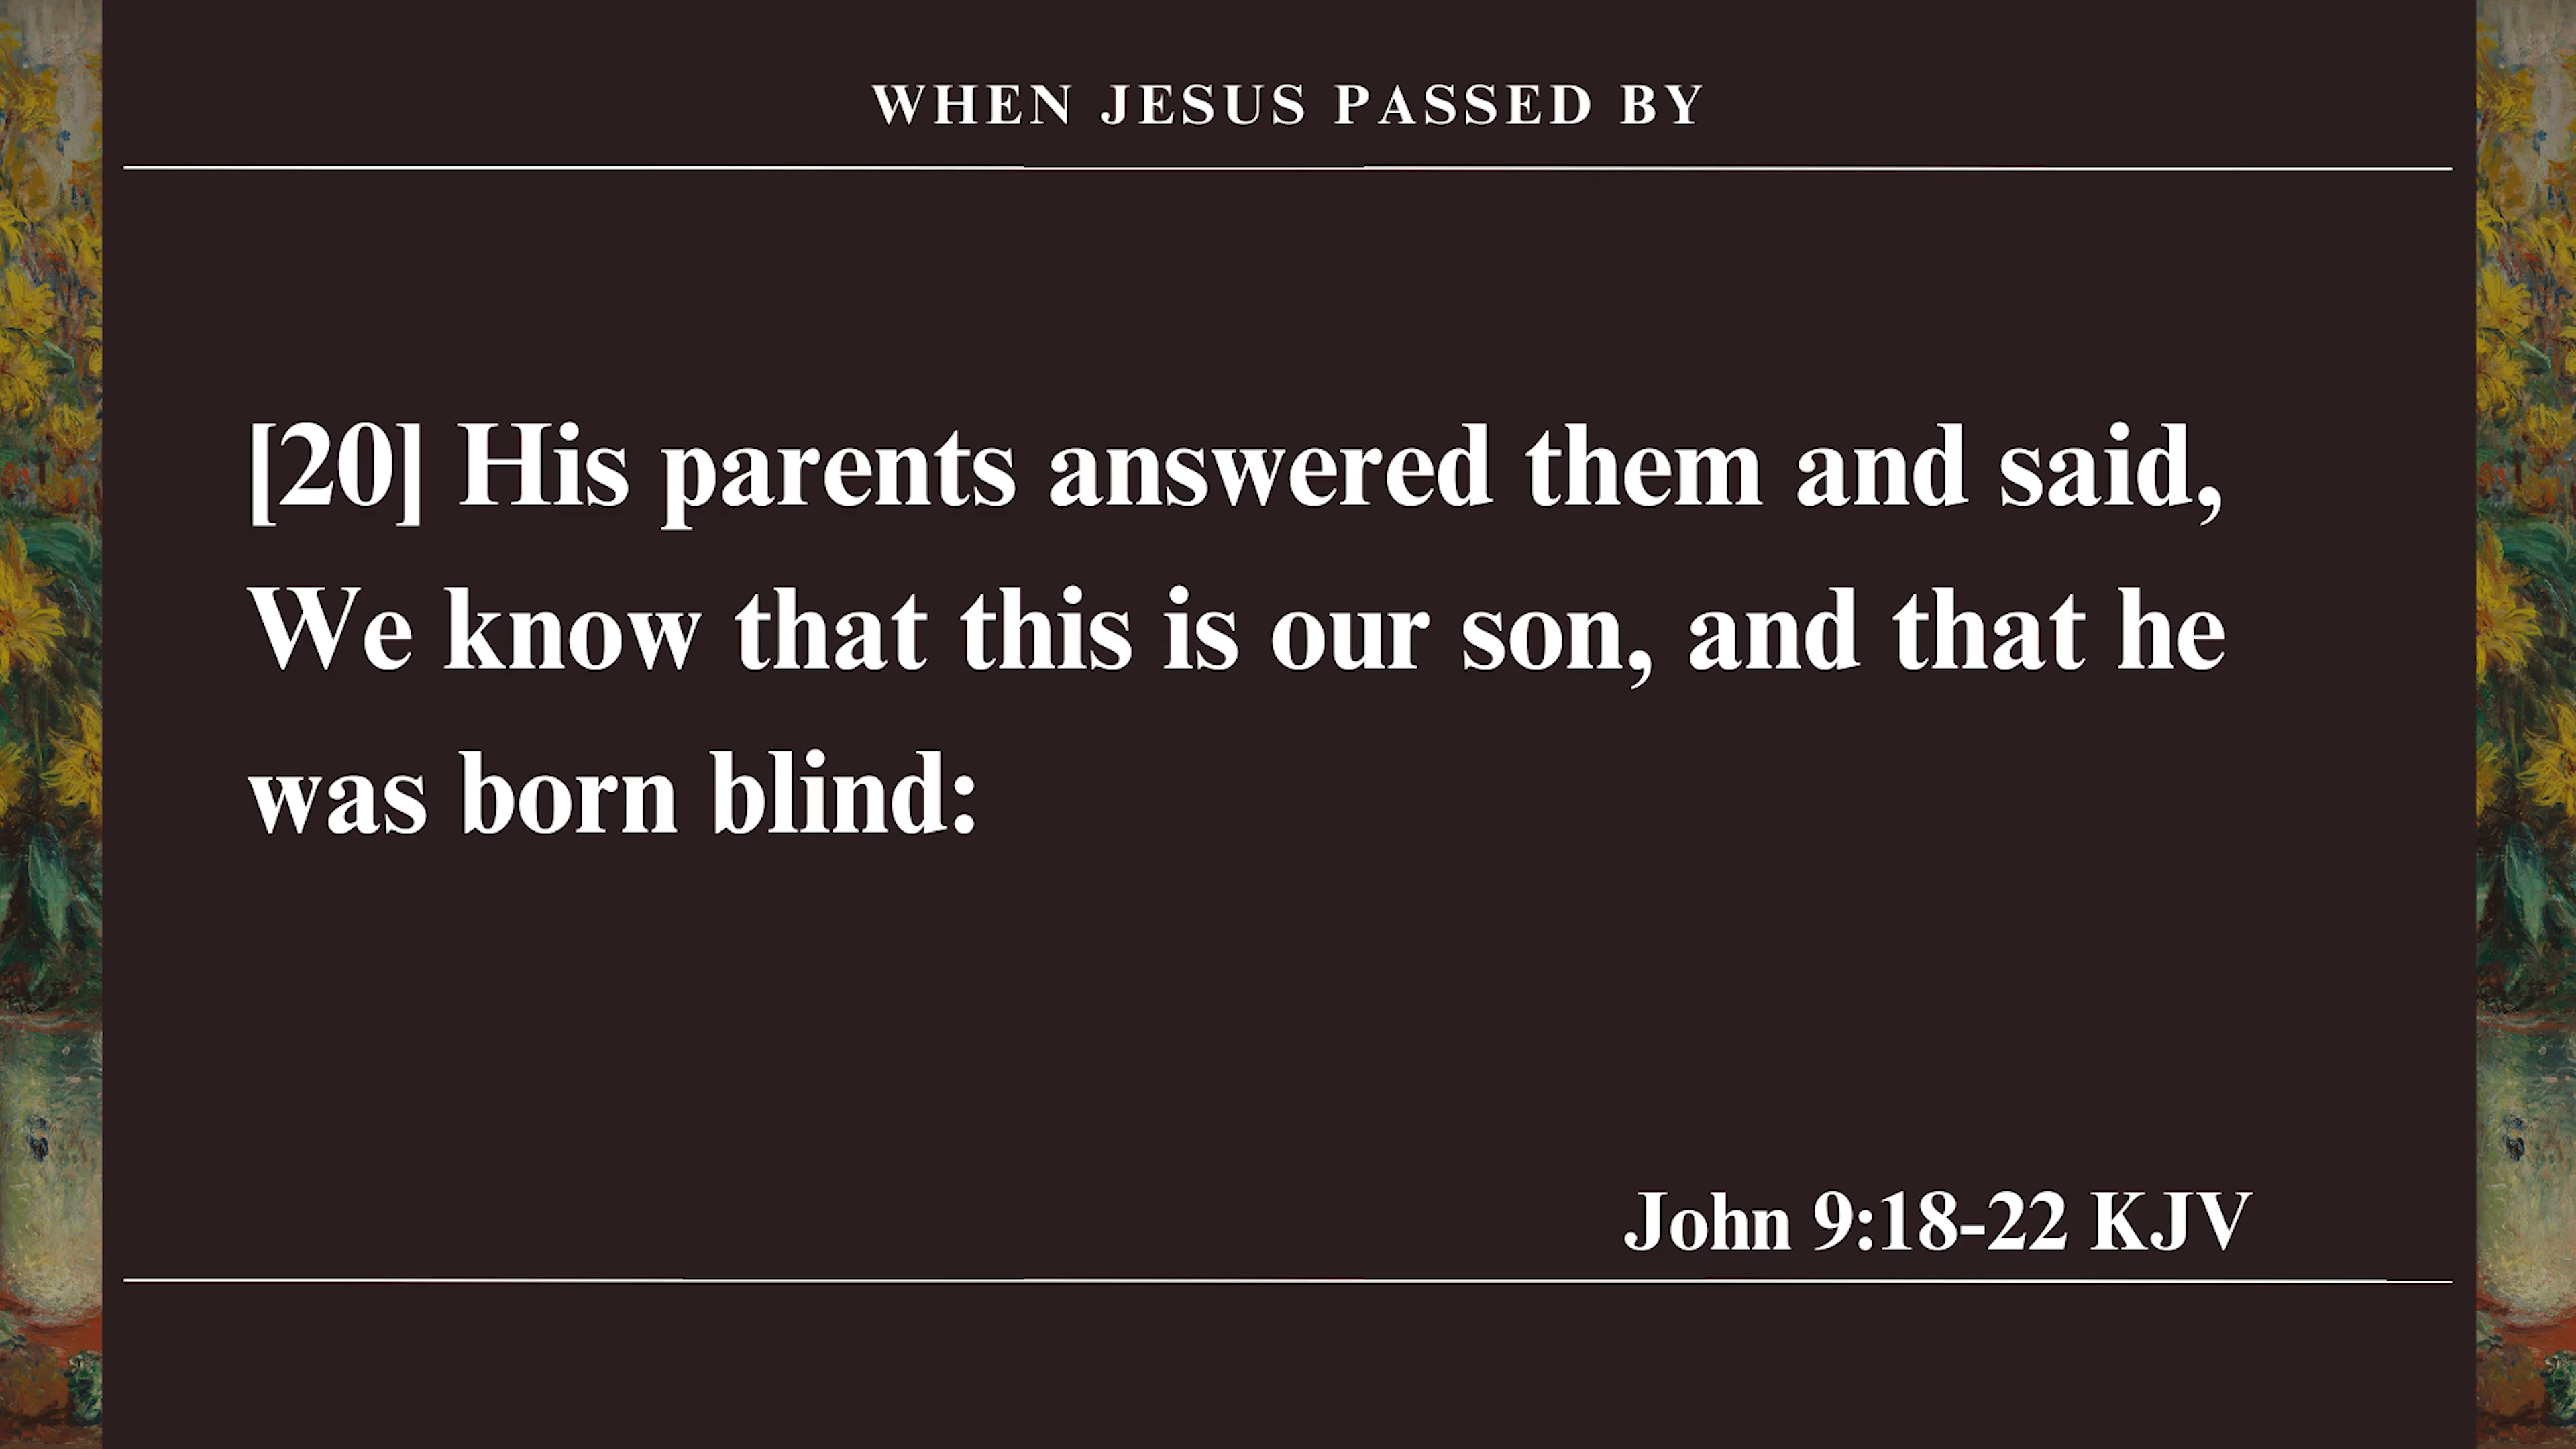 WHEN JESUS PASSED BY
[20] His parents answered them and said,
We know that this is our son, and that he
was born blind:
John 9:18-22 KJV